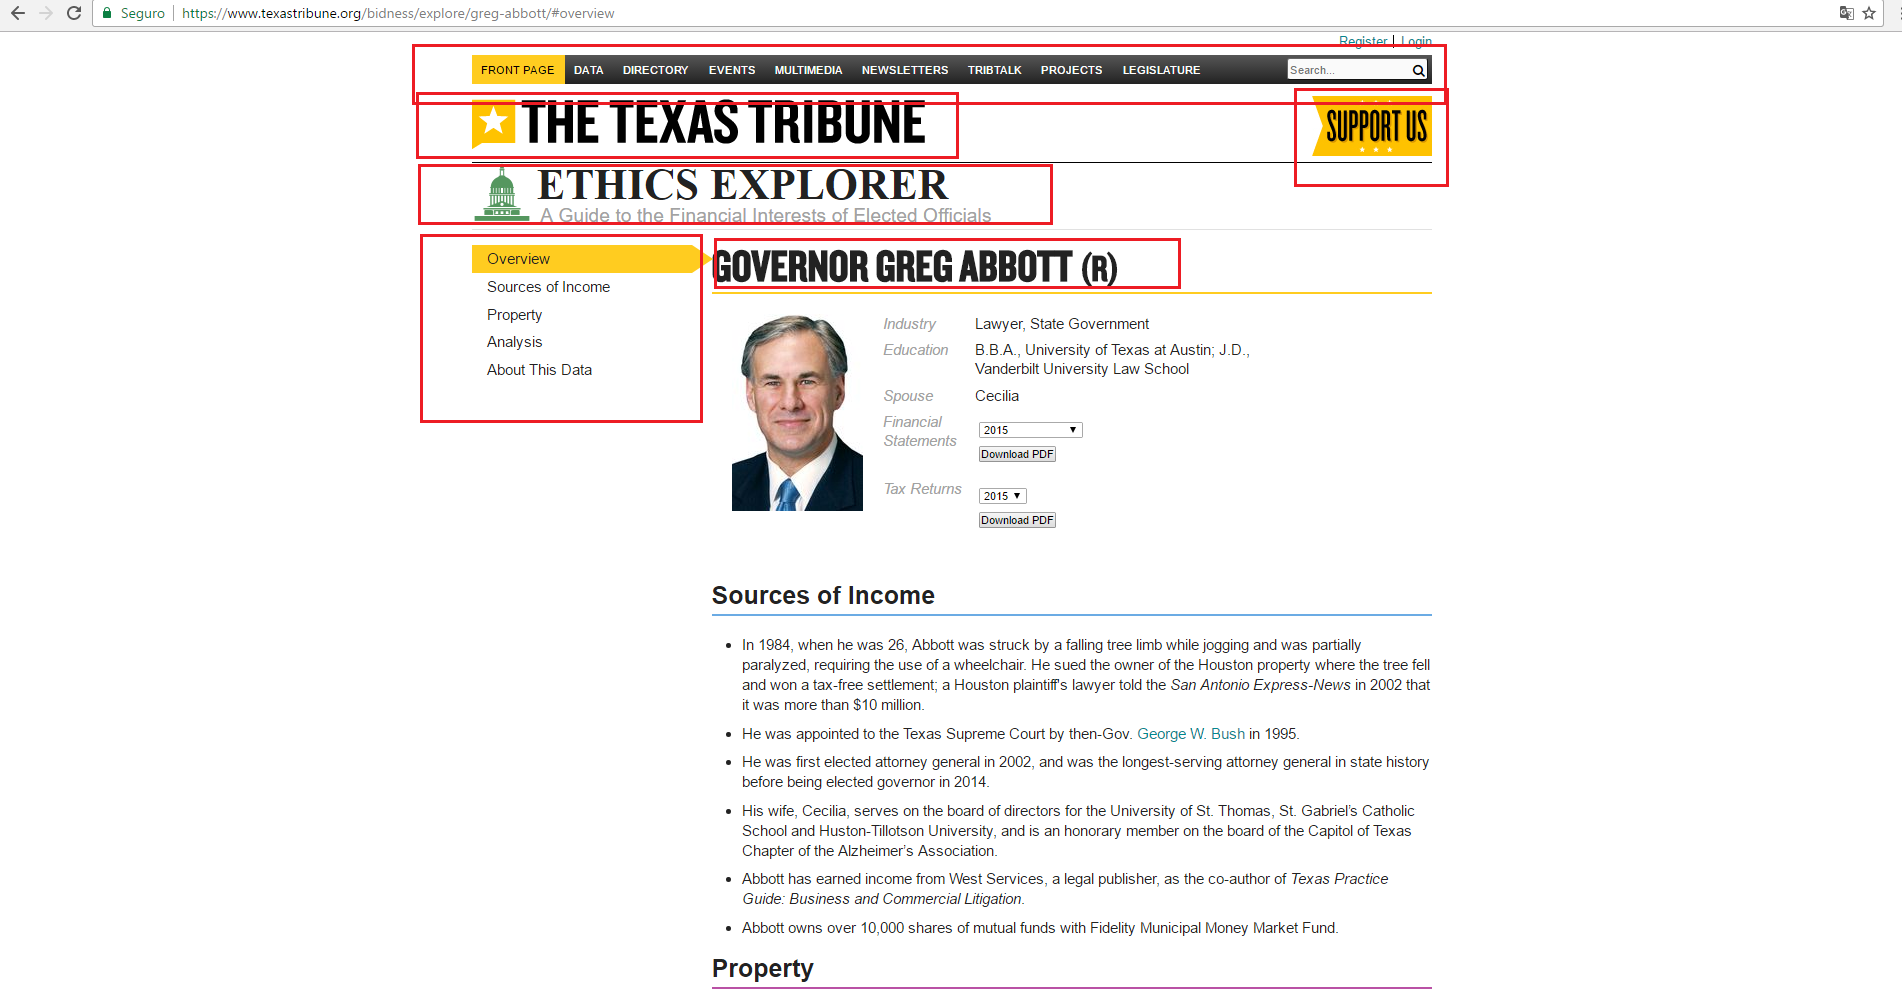 Seguro https://www.texastribune.org/bidness/explore/greg-abbott/#overview
Register | Login
FRONT PAGE DATA DIRECTORY EVENTS MULTIMEDIA NEWSLETTERS TRIBTALK PROJECTS LEGISLATURE Search...
THE TEXAS TRIBUNE
SUPPORT US
ETHICS EXPLORER
A Guide to the Financial Interests of Elected Officials
Overview
Sources of Income
Property
Analysis
About This Data
GOVERNOR GREG ABBOTT (R)
Industry Lawyer, State Government
Education B.B.A., University of Texas at Austin; J.D.,
Vanderbilt University Law School
Spouse Cecilia
Financial
Statements
2015
Download PDF
Tax Returns
2015
Download PDF
Sources of Income
• In 1984, when he was 26, Abbott was struck by a falling tree limb while jogging and was partially
paralyzed, requiring the use of a wheelchair. He sued the owner of the Houston property where the tree fell
and won a tax-free settlement; a Houston plaintiff's lawyer told the San Antonio Express-News in 2002 that
it was more than $10 million.
• He was appointed to the Texas Supreme Court by then-Gov. George W. Bush in 1995.
• He was first elected attorney general in 2002, and was the longest-serving attorney general in state history
before being elected governor in 2014.
• His wife, Cecilia, serves on the board of directors for the University of St. Thomas, St. Gabriel’s Catholic
School and Huston-Tillotson University, and is an honorary member on the board of the Capitol of Texas
Chapter of the Alzheimer’s Association.
• Abbott has earned income from West Services, a legal publisher, as the co-author of Texas Practice
Guide: Business and Commercial Litigation.
• Abbott owns over 10,000 shares of mutual funds with Fidelity Municipal Money Market Fund.
Property